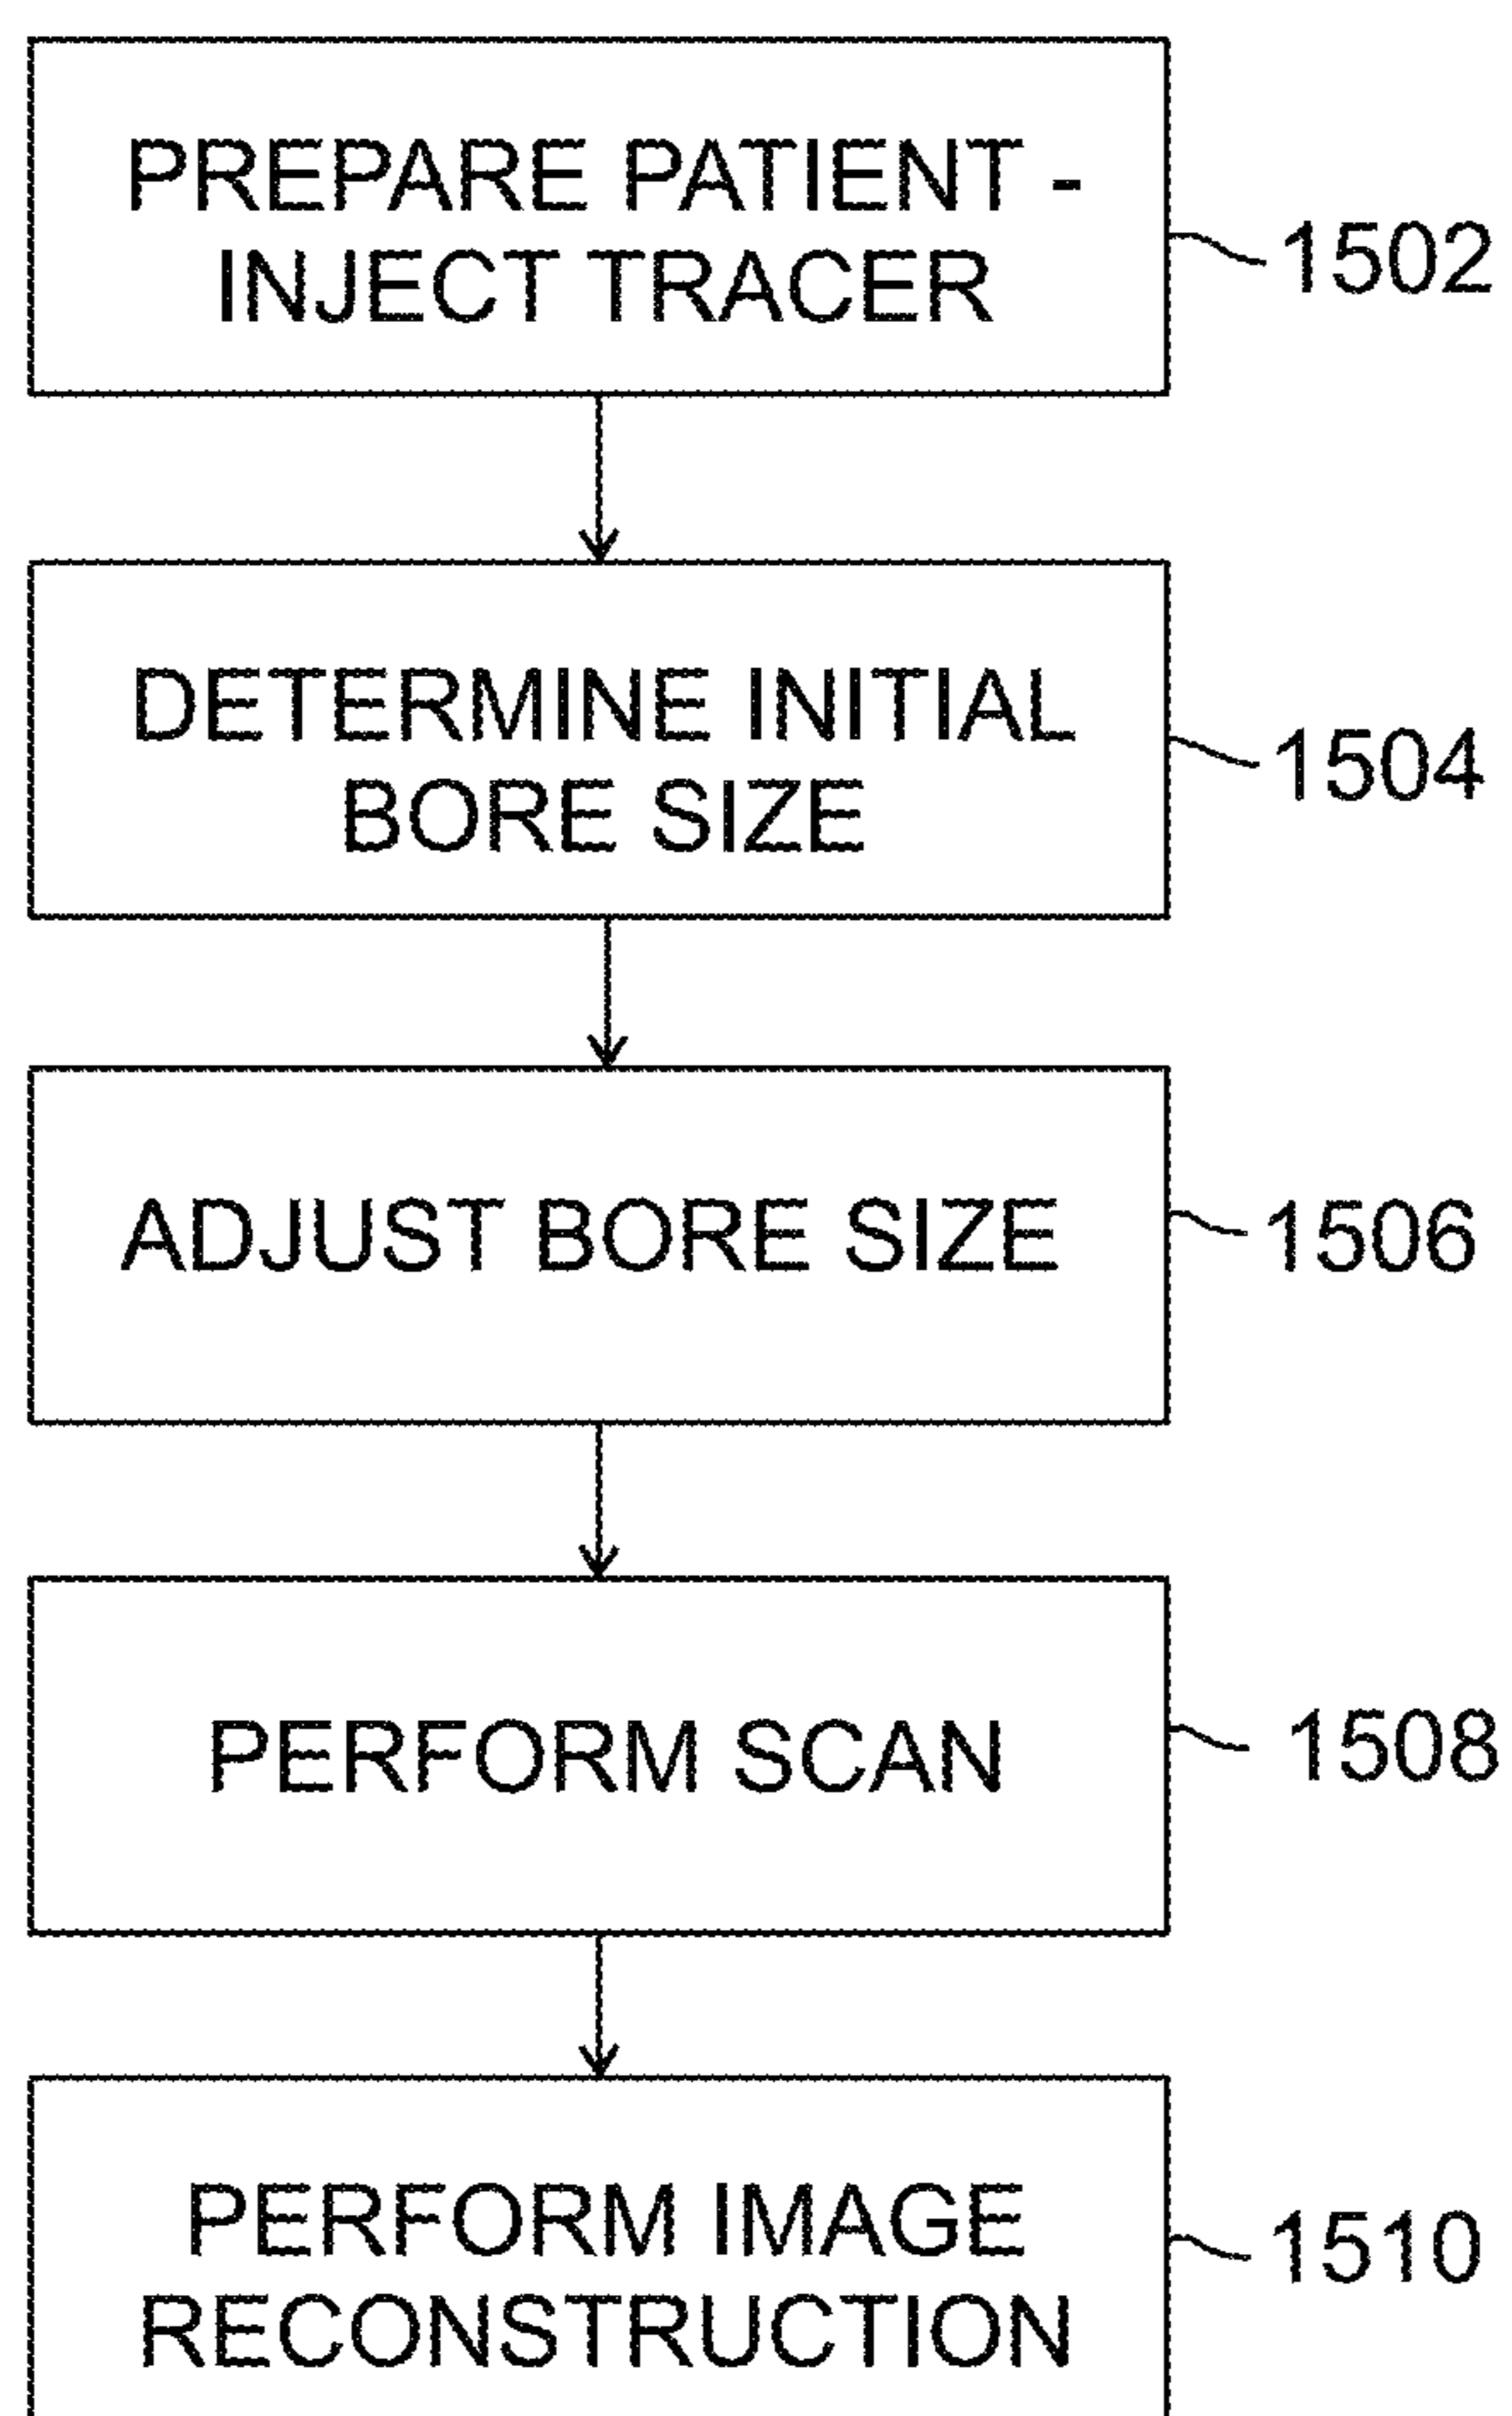 PREPARE PATIENT -
INJECT TRACER
1502
DETERMINE INITIAL
BORE SIZE
1504
ADJUST BORE SIZE
1506
PERFORM SCAN
1508
PERFORM IMAGE
RECONSTRUCTION
1510